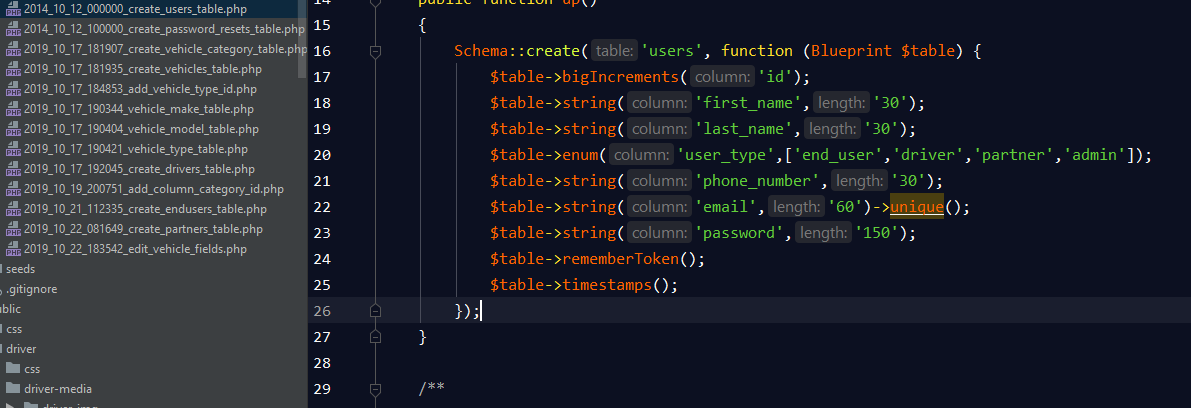 2014_10_12_000000_create_users_table.php
2014_10_12_100000_create_password_resets_table.php
2019_10_17_181907_create_vehicle_category_table.php
2019_10_17_181935_create_vehicles_table.php
2019_10_17_184853_add_vehicle_type_id.php
2019_10_17_190344_vehicle_make_table.php
2019_10_17_190404_vehicle_model_table.php
2019_10_17_190421_vehicle_type_table.php
2019_10_17_192045_create_drivers_table.php
2019_10_19_200751_add_column_category_id.php
2019_10_21_112335_create_endusers_table.php
2019_10_22_081649_create_partners_table.php
2019_10_22_183542_edit_vehicle_fields.php
seeds
.gitignore
ublic
css
driver
css
driver-media
driver-img
14 public function up()
15 {
16 Schema::create( table: 'users', function (Blueprint $table) {
17 $table->bigIncrements( column: 'id');
18 $table->string( column: 'first_name', length: '30');
19 $table->string( column: 'last_name', length: '30');
20 $table->enum( column: 'user_type',['end_user','driver','partner','admin']);
21 $table->string( column: 'phone_number', length: '30');
22 $table->string( column: 'email', length: '60')->unique();
23 $table->string( column: 'password', length: '150');
24 $table->rememberToken();
25 $table->timestamps();
26 });
27 }
28
29 /**